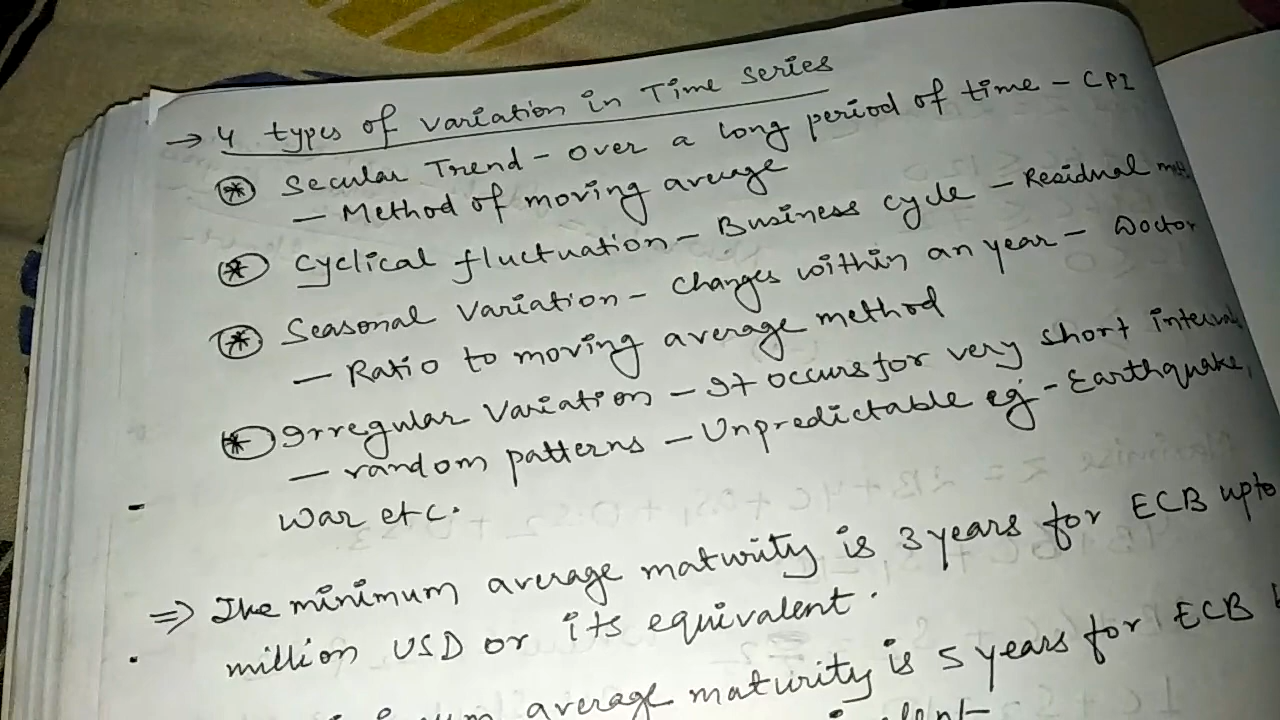 → 4 types of variation in Time series
* Secular Trend - over a long period of time - CPI
- Method of moving average
* Cyclical fluctuation - Business cycle - Residual
* Seasonal Variation - changes within an year - Doctor
- Ratio to moving average method
* Irregular Variation - It occurs for very short interval
- random patterns - Unpredictable eg - Earthquake,
War etc.
⇒ The minimum average maturity is 3 years for ECB upto
million USD or its equivalent.
average maturity is 5 years for ECB